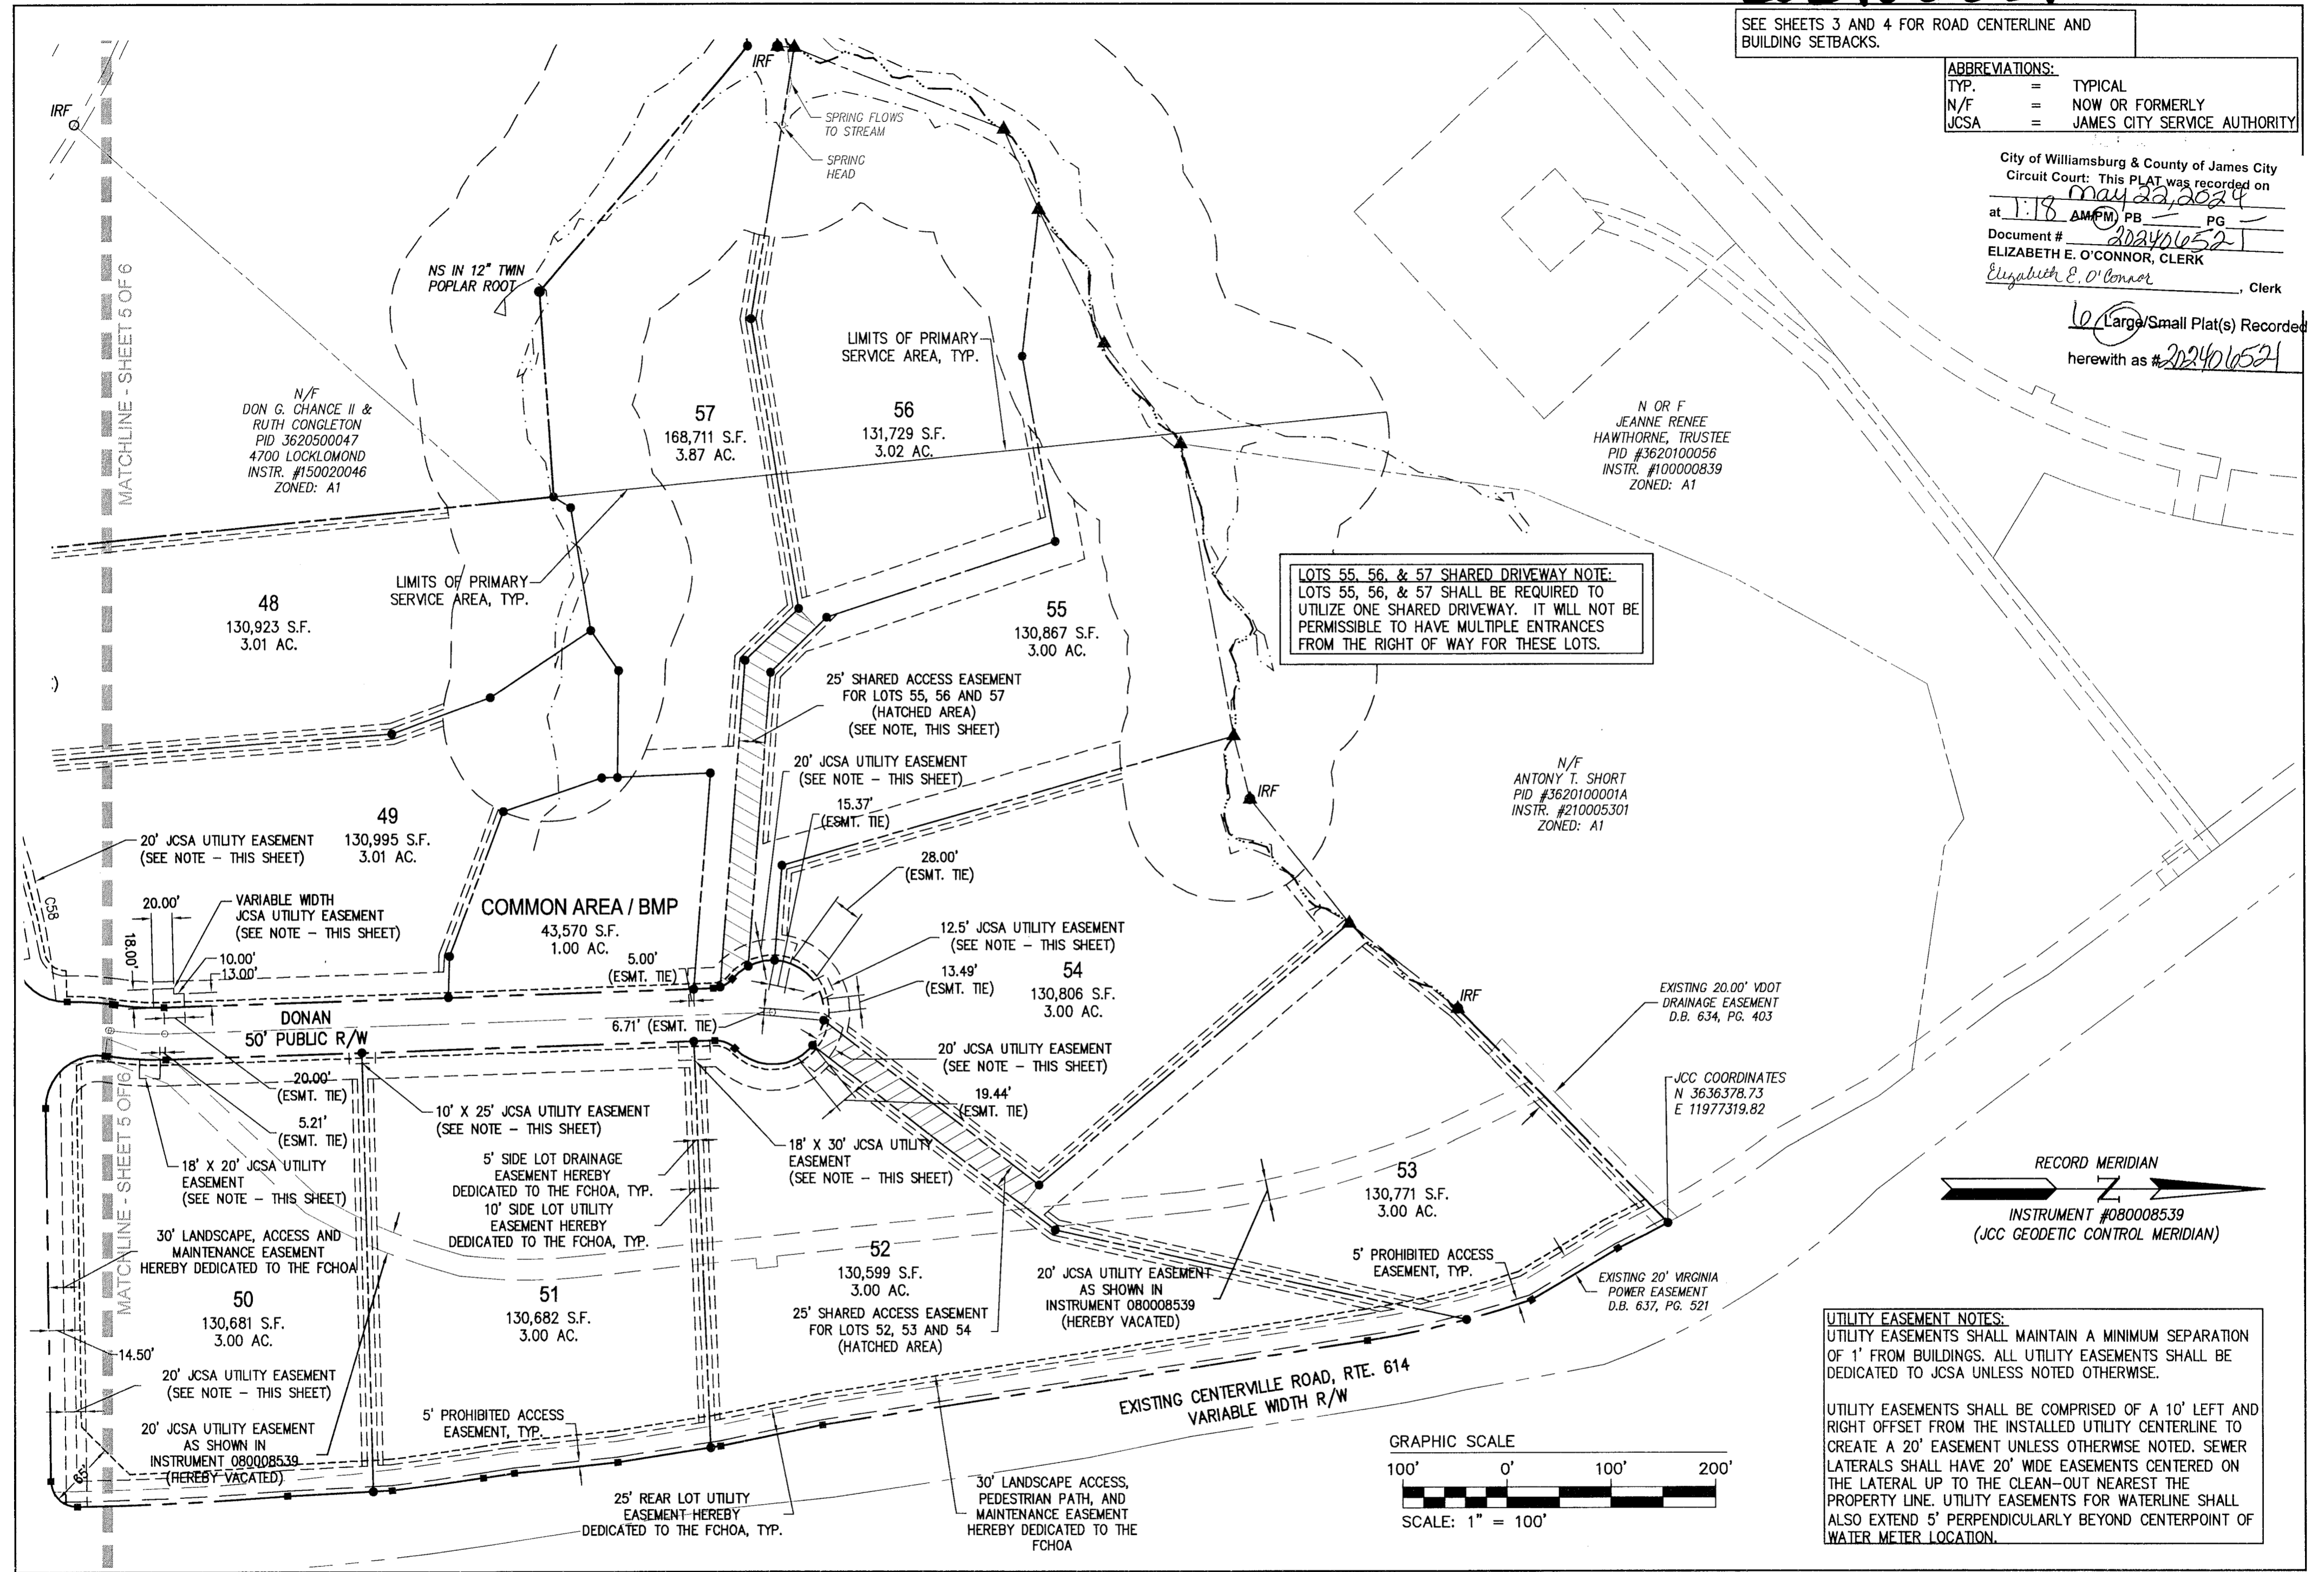 SEE SHEETS 3 AND 4 FOR ROAD CENTERLINE AND
BUILDING SETBACKS.
ABBREVIATIONS:
TYP. = TYPICAL
N/F = NOW OR FORMERLY
JCSA = JAMES CITY SERVICE AUTHORITY
City of Williamsburg & County of James City
Circuit Court: This PLAT was recorded on
May 22, 2024
at 1:18 AM/PM, PB — PG —
Document # 202406521
ELIZABETH E. O'CONNOR, CLERK
Elizabeth E. O'Connor, Clerk
6 Large/Small Plat(s) Recorded
herewith as #202406521
IRF
IRF
SPRING FLOWS
TO STREAM
SPRING
HEAD
MATCHLINE - SHEET 5 OF 6
NS IN 12" TWIN
POPLAR ROOT
LIMITS OF PRIMARY
SERVICE AREA, TYP.
N/F
DON G. CHANCE II &
RUTH CONGLETON
PID 3620500047
4700 LOCKLOMOND
INSTR. #150020046
ZONED: A1
57
168,711 S.F.
3.87 AC.
56
131,729 S.F.
3.02 AC.
N OR F
JEANNE RENEE
HAWTHORNE, TRUSTEE
PID #3620100056
INSTR. #100000839
ZONED: A1
LIMITS OF PRIMARY
SERVICE AREA, TYP.
48
130,923 S.F.
3.01 AC.
55
130,867 S.F.
3.00 AC.
LOTS 55, 56, & 57 SHARED DRIVEWAY NOTE:
LOTS 55, 56, & 57 SHALL BE REQUIRED TO
UTILIZE ONE SHARED DRIVEWAY. IT WILL NOT BE
PERMISSIBLE TO HAVE MULTIPLE ENTRANCES
FROM THE RIGHT OF WAY FOR THESE LOTS.
:)
25' SHARED ACCESS EASEMENT
FOR LOTS 55, 56 AND 57
(HATCHED AREA)
(SEE NOTE, THIS SHEET)
20' JCSA UTILITY EASEMENT
(SEE NOTE - THIS SHEET)
15.37'
(ESMT. TIE)
IRF
N/F
ANTONY T. SHORT
PID #3620100001A
INSTR. #210005301
ZONED: A1
49
130,995 S.F.
3.01 AC.
20' JCSA UTILITY EASEMENT
(SEE NOTE - THIS SHEET)
28.00'
(ESMT. TIE)
C58
20.00'
18.00'
VARIABLE WIDTH
JCSA UTILITY EASEMENT
(SEE NOTE - THIS SHEET)
10.00'
13.00'
COMMON AREA / BMP
43,570 S.F.
1.00 AC.
5.00'
(ESMT. TIE)
12.5' JCSA UTILITY EASEMENT
(SEE NOTE - THIS SHEET)
13.49'
(ESMT. TIE)
54
130,806 S.F.
3.00 AC.
IRF
EXISTING 20.00' VDOT
DRAINAGE EASEMENT
D.B. 634, PG. 403
DONAN
50' PUBLIC R/W
6.71' (ESMT. TIE)
20' JCSA UTILITY EASEMENT
(SEE NOTE - THIS SHEET)
19.44'
(ESMT. TIE)
JCC COORDINATES
N 3636378.73
E 11977319.82
20.00'
(ESMT. TIE)
5.21'
(ESMT. TIE)
MATCHLINE - SHEET 5 OF 6
10' X 25' JCSA UTILITY EASEMENT
(SEE NOTE - THIS SHEET)
18' X 20' JCSA UTILITY
EASEMENT
(SEE NOTE - THIS SHEET)
5' SIDE LOT DRAINAGE
EASEMENT HEREBY
DEDICATED TO THE FCHOA, TYP.
10' SIDE LOT UTILITY
EASEMENT HEREBY
DEDICATED TO THE FCHOA, TYP.
18' X 30' JCSA UTILITY
EASEMENT
(SEE NOTE - THIS SHEET)
53
130,771 S.F.
3.00 AC.
RECORD MERIDIAN
N
INSTRUMENT #080008539
(JCC GEODETIC CONTROL MERIDIAN)
30' LANDSCAPE, ACCESS AND
MAINTENANCE EASEMENT
HEREBY DEDICATED TO THE FCHOA
50
130,681 S.F.
3.00 AC.
51
130,682 S.F.
3.00 AC.
52
130,599 S.F.
3.00 AC.
25' SHARED ACCESS EASEMENT
FOR LOTS 52, 53 AND 54
(HATCHED AREA)
20' JCSA UTILITY EASEMENT
AS SHOWN IN
INSTRUMENT 080008539
(HEREBY VACATED)
5' PROHIBITED ACCESS
EASEMENT, TYP.
EXISTING 20' VIRGINIA
POWER EASEMENT
D.B. 637, PG. 521
14.50'
20' JCSA UTILITY EASEMENT
(SEE NOTE - THIS SHEET)
20' JCSA UTILITY EASEMENT
AS SHOWN IN
INSTRUMENT 080008539
(HEREBY VACATED)
65'
5' PROHIBITED ACCESS
EASEMENT, TYP.
EXISTING CENTERVILLE ROAD, RTE. 614
VARIABLE WIDTH R/W
25' REAR LOT UTILITY
EASEMENT HEREBY
DEDICATED TO THE FCHOA, TYP.
30' LANDSCAPE ACCESS,
PEDESTRIAN PATH, AND
MAINTENANCE EASEMENT
HEREBY DEDICATED TO THE
FCHOA
GRAPHIC SCALE
100' 0' 100' 200'
SCALE: 1" = 100'
UTILITY EASEMENT NOTES:
UTILITY EASEMENTS SHALL MAINTAIN A MINIMUM SEPARATION
OF 1' FROM BUILDINGS. ALL UTILITY EASEMENTS SHALL BE
DEDICATED TO JCSA UNLESS NOTED OTHERWISE.
UTILITY EASEMENTS SHALL BE COMPRISED OF A 10' LEFT AND
RIGHT OFFSET FROM THE INSTALLED UTILITY CENTERLINE TO
CREATE A 20' EASEMENT UNLESS OTHERWISE NOTED. SEWER
LATERALS SHALL HAVE 20' WIDE EASEMENTS CENTERED ON
THE LATERAL UP TO THE CLEAN-OUT NEAREST THE
PROPERTY LINE. UTILITY EASEMENTS FOR WATERLINE SHALL
ALSO EXTEND 5' PERPENDICULARLY BEYOND CENTERPOINT OF
WATER METER LOCATION.